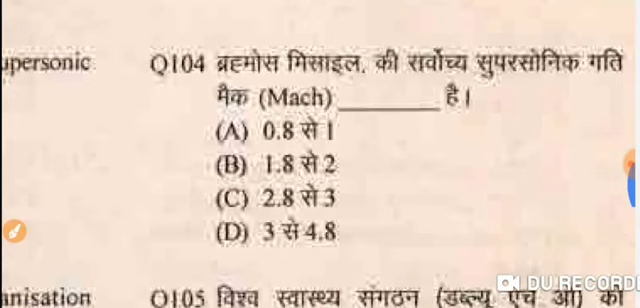 upersonic
Q104 ब्रह्मोस मिसाइल, की सर्वोच्च सुपरसोनिक गति
मैक (Mach) ________ है।
(A) 0.8 से 1
(B) 1.8 से 2
(C) 2.8 से 3
(D) 3 से 4.8
anisation
Q105 विश्व स्वास्थ्य संगठन (डब्ल्यू एच ओ) का
DU RECORD